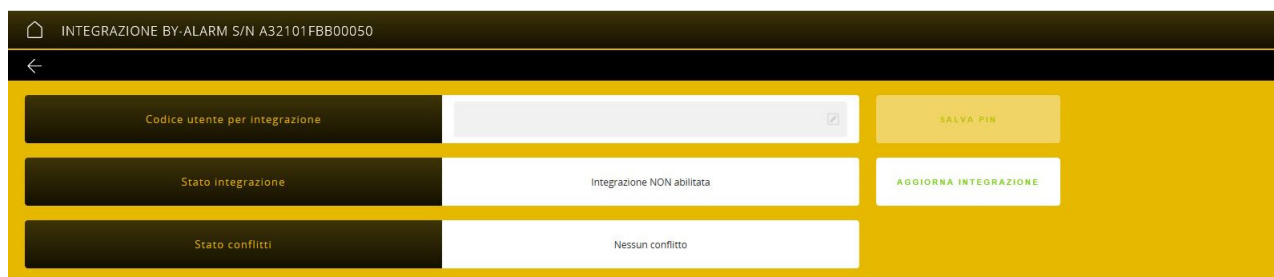 INTEGRAZIONE BY-ALARM S/N A32101FBB00050
Codice utente per integrazione
SALVA PIN
Stato integrazione
Integrazione NON abilitata
AGGIORNA INTEGRAZIONE
Stato conflitti
Nessun conflitto